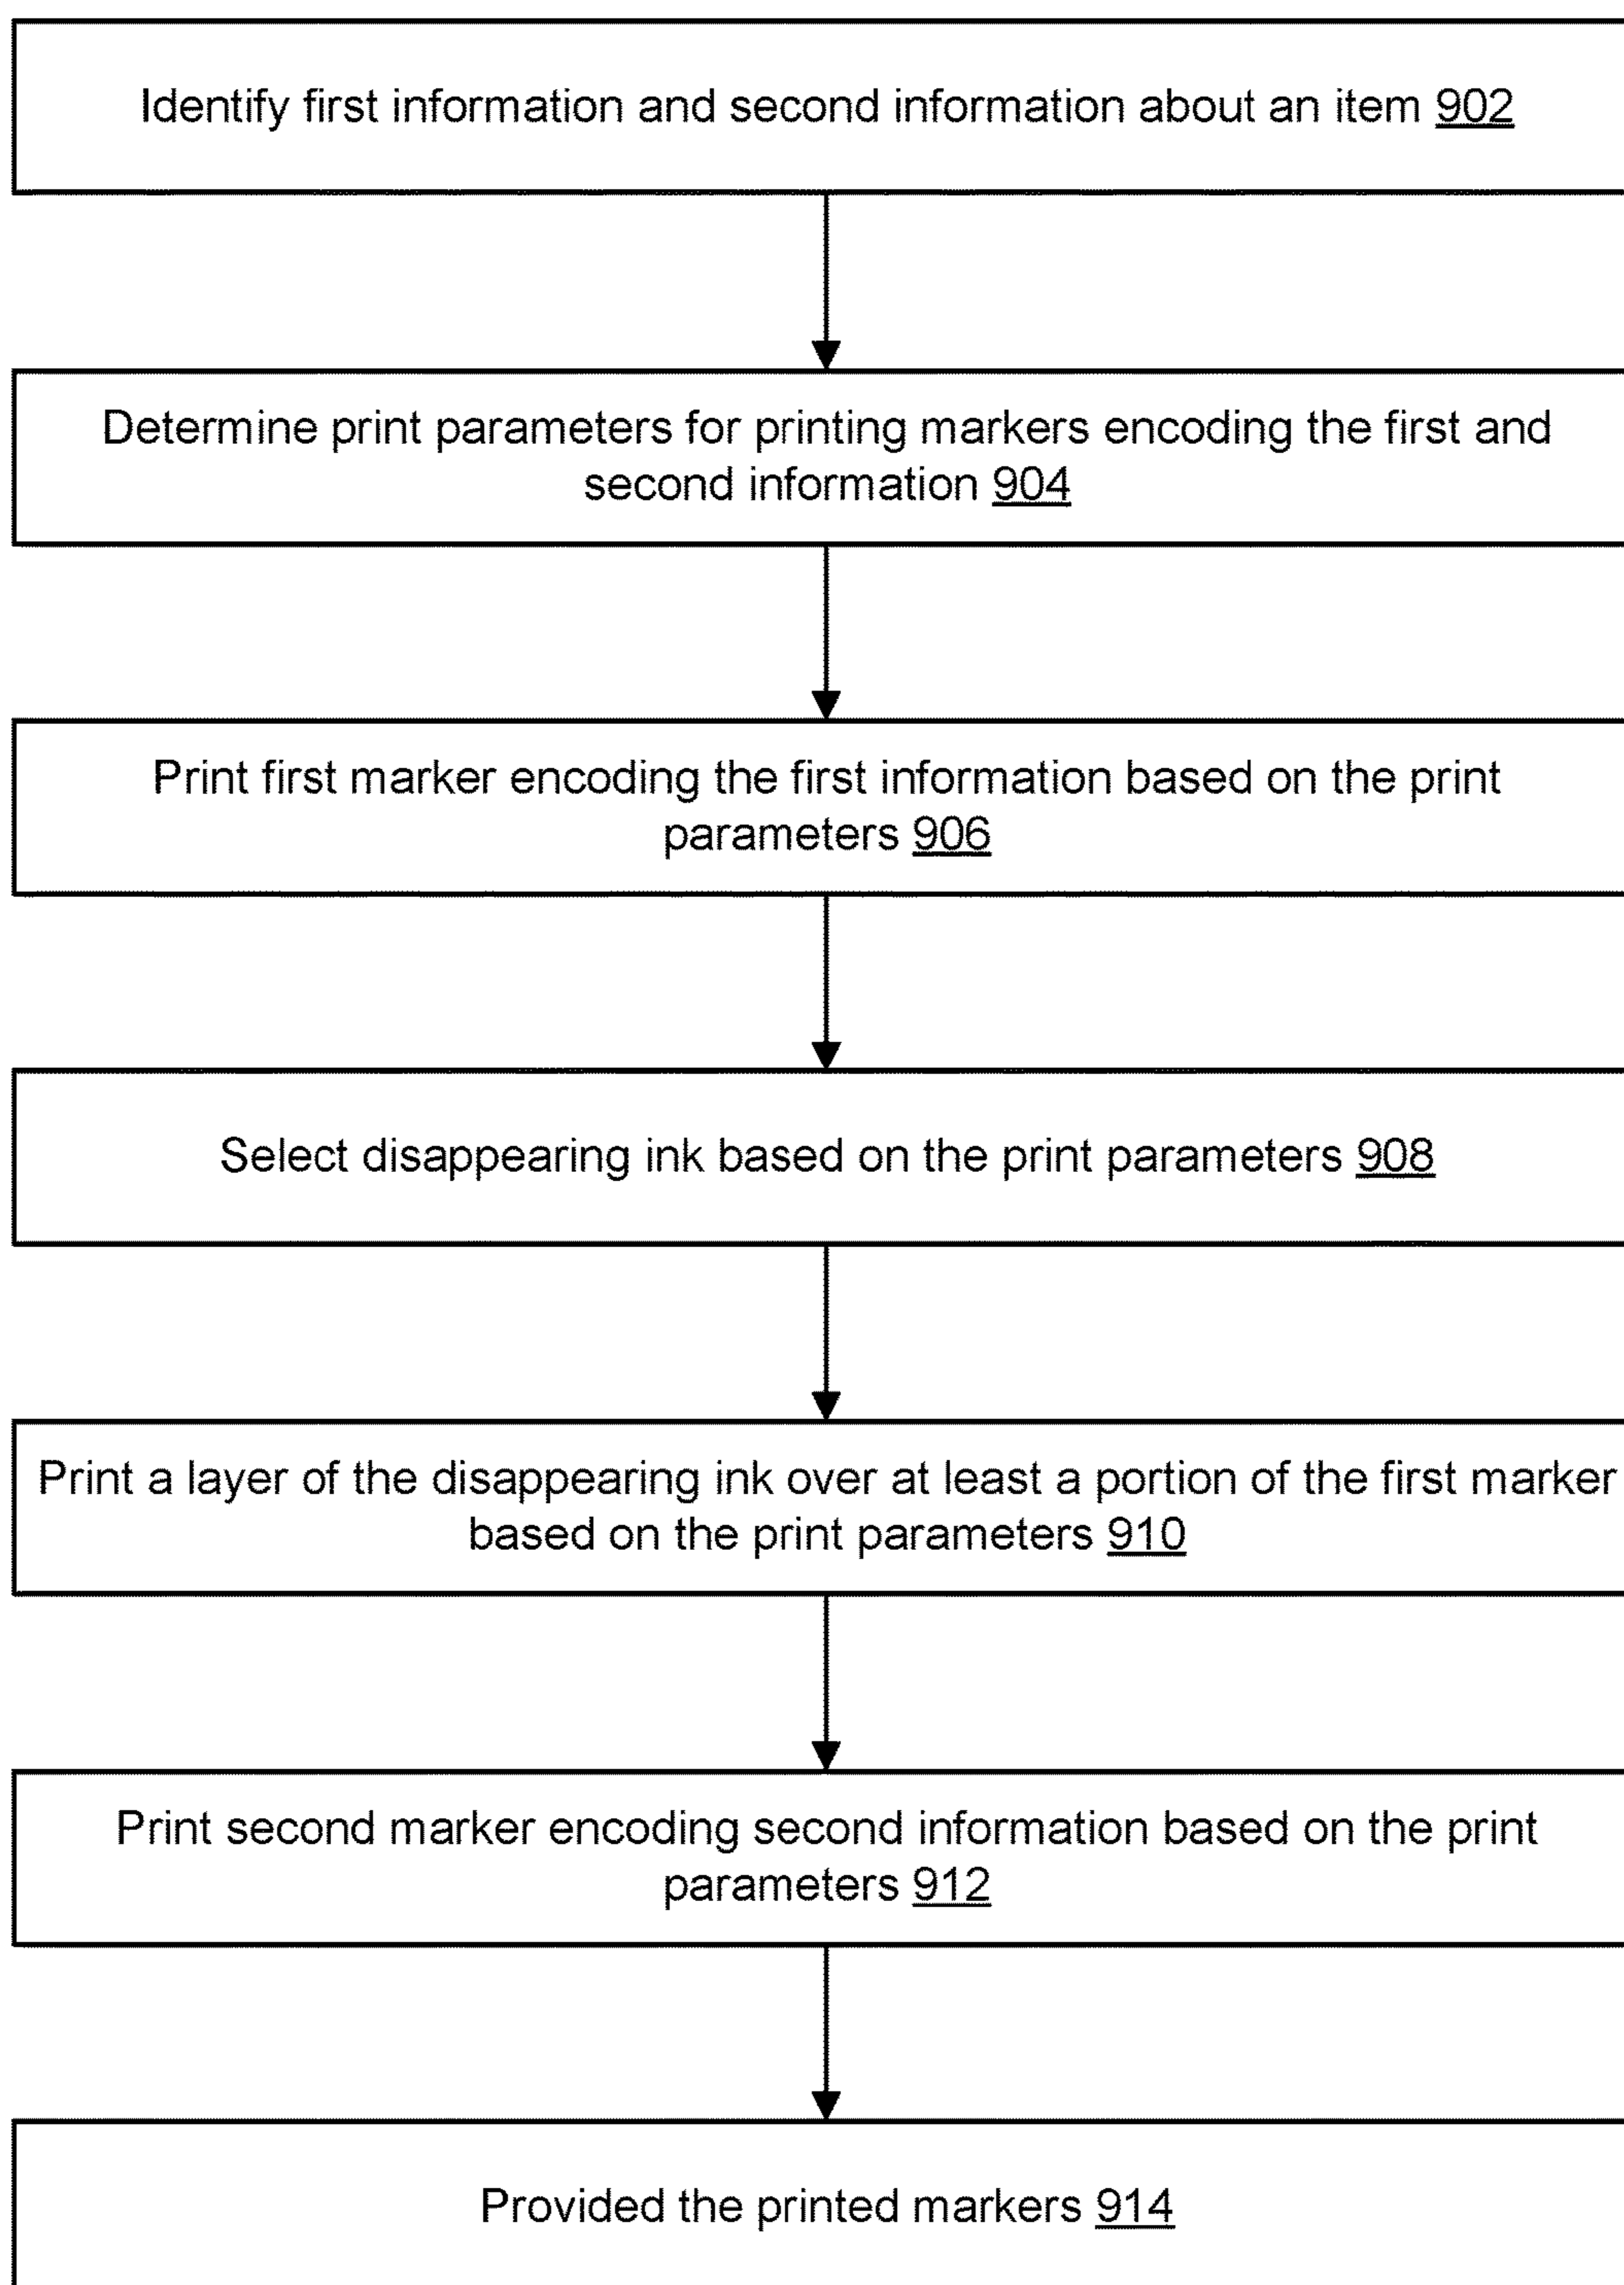 Identify first information and second information about an item 902
Determine print parameters for printing markers encoding the first and
second information 904
Print first marker encoding the first information based on the print
parameters 906
Select disappearing ink based on the print parameters 908
Print a layer of the disappearing ink over at least a portion of the first marker
based on the print parameters 910
Print second marker encoding second information based on the print
parameters 912
Provided the printed markers 914